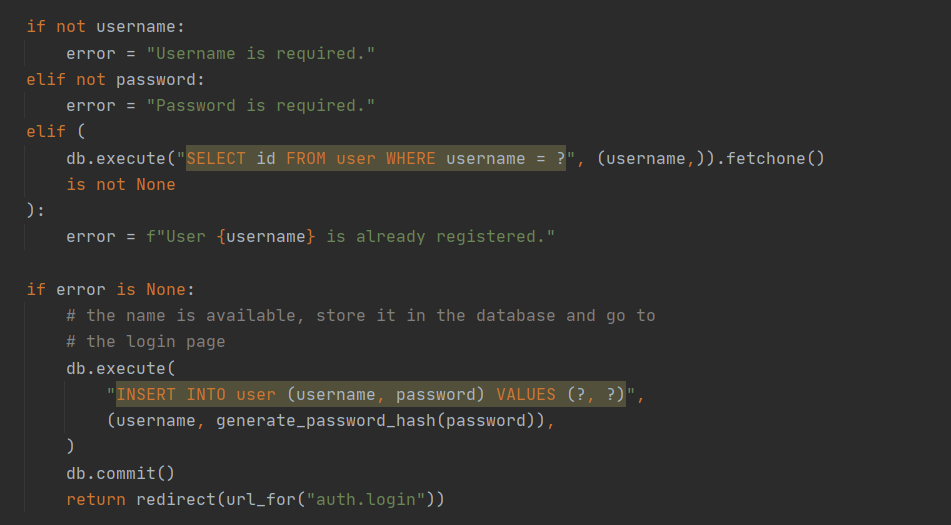 if not username:
    error = "Username is required."
elif not password:
    error = "Password is required."
elif (
    db.execute("SELECT id FROM user WHERE username = ?", (username,)).fetchone()
    is not None
):
    error = f"User {username} is already registered."

if error is None:
    # the name is available, store it in the database and go to
    # the login page
    db.execute(
        "INSERT INTO user (username, password) VALUES (?, ?)",
        (username, generate_password_hash(password)),
    )
    db.commit()
    return redirect(url_for("auth.login"))